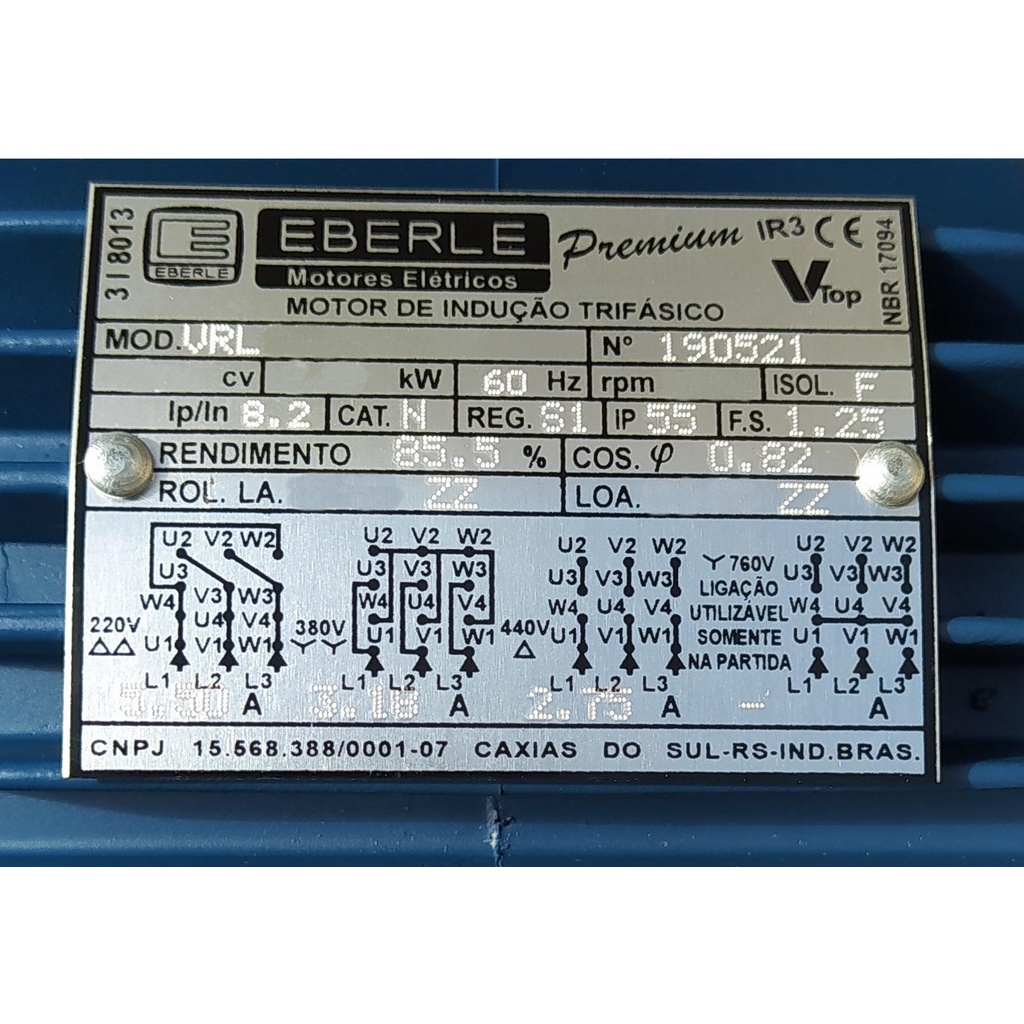 3 I 8013
EBERLE
EBERLE
Motores Elétricos
Premium IR3 CE
VTop
NBR 17094
MOTOR DE INDUÇÃO TRIFÁSICO
MOD. VRL Nº 190521
CV kW 60 Hz rpm ISOL. F
Ip/In 8.2 CAT. N REG. S1 IP 55 F.S. 1.25
RENDIMENTO 85.5 % COS. φ 0.82
ROL. LA. ZZ LOA. ZZ
U2 V2 W2
U3 V3 W3
W4 U4 V4
220V
U1 V1 W1
L1 L2 L3
5.50 A
U2 V2 W2
U3 V3 W3
W4 U4 V4
380V
U1 V1 W1
L1 L2 L3
3.18 A
U2 V2 W2
U3 V3 W3
W4 U4 V4
440V
U1 V1 W1
L1 L2 L3
2.75 A
760V
LIGAÇÃO
UTILIZÁVEL
SOMENTE
NA PARTIDA
U2 V2 W2
U3 V3 W3
W4 U4 V4
U1 V1 W1
L1 L2 L3
- A
CNPJ 15.568.388/0001-07 CAXIAS DO SUL-RS-IND.BRAS.